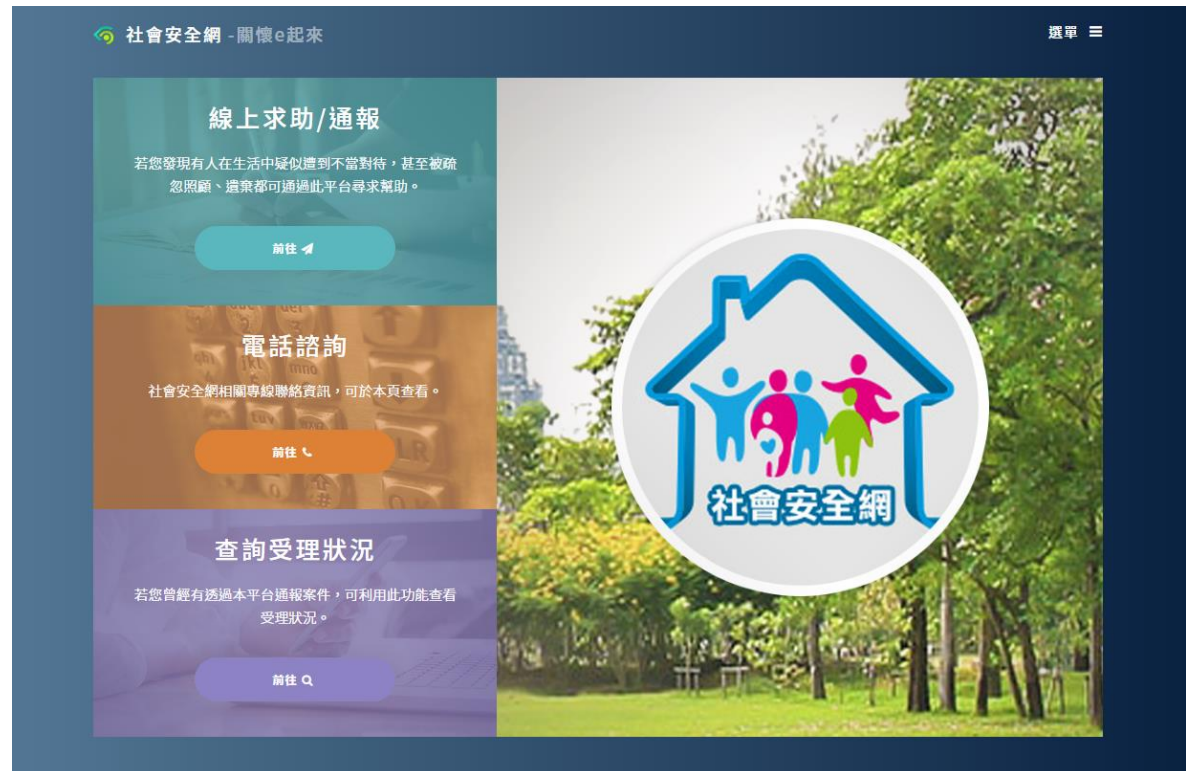 社會安全網 -關懷e起來
選單
線上求助/通報
若您發現有人在生活中疑似遭到不當對待，甚至被疏
忽照顧、遺棄都可通過此平台尋求幫助。
前往
電話諮詢
社會安全網相關專線聯絡資訊，可於本頁查看。
前往
查詢受理狀況
若您曾經有透過本平台通報案件，可利用此功能查看
受理狀況。
前往
社會安全網